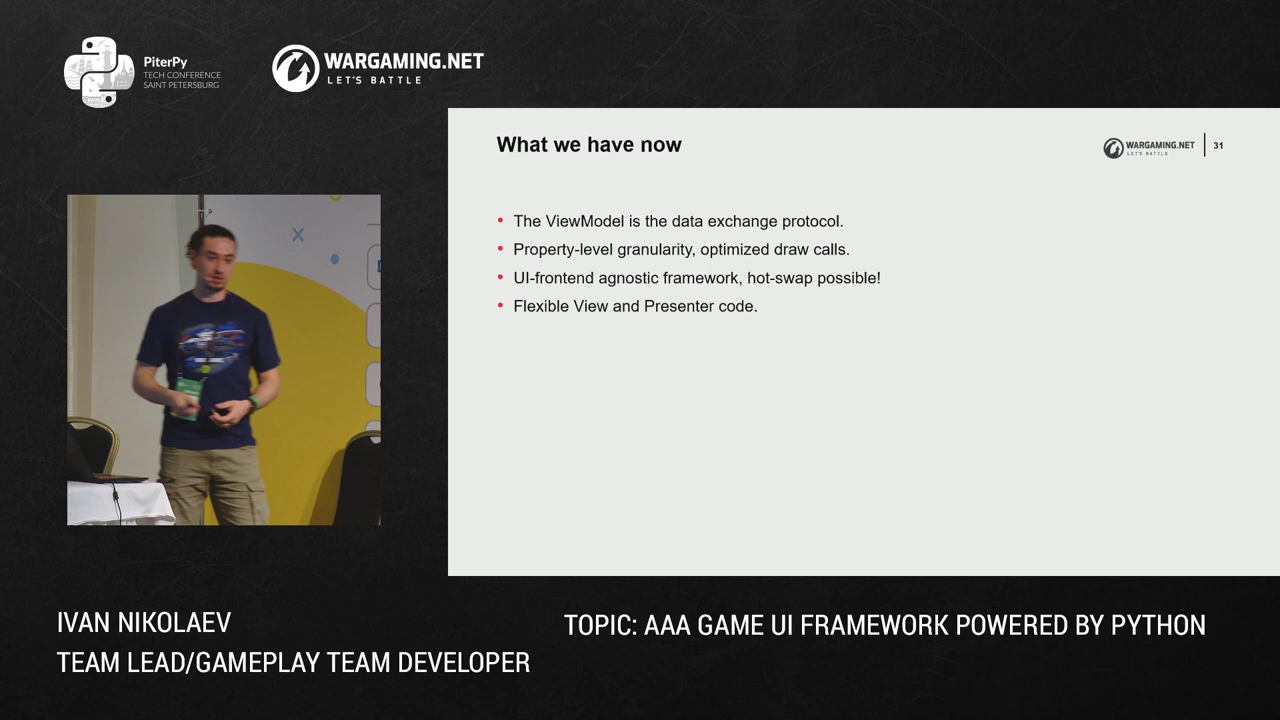 PiterPy
TECH CONFERENCE
SAINT PETERSBURG
WARGAMING.NET
LET'S BATTLE
What we have now
WARGAMING.NET
LET'S BATTLE
31
• The ViewModel is the data exchange protocol.
• Property-level granularity, optimized draw calls.
• UI-frontend agnostic framework, hot-swap possible!
• Flexible View and Presenter code.
IVAN NIKOLAEV
TEAM LEAD/GAMEPLAY TEAM DEVELOPER
TOPIC: AAA GAME UI FRAMEWORK POWERED BY PYTHON